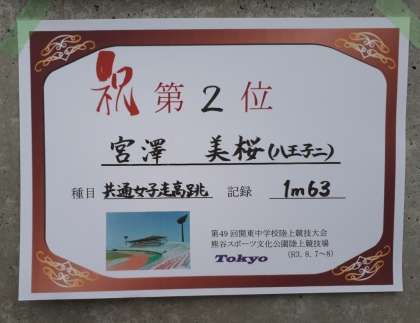 祝 第2位
宮澤 美桜(八王子二)
種目 共通女子走高跳 記録 1m63
第49回関東中学校陸上競技大会
熊谷スポーツ文化公園陸上競技場
Tokyo (R3.8.7~8)